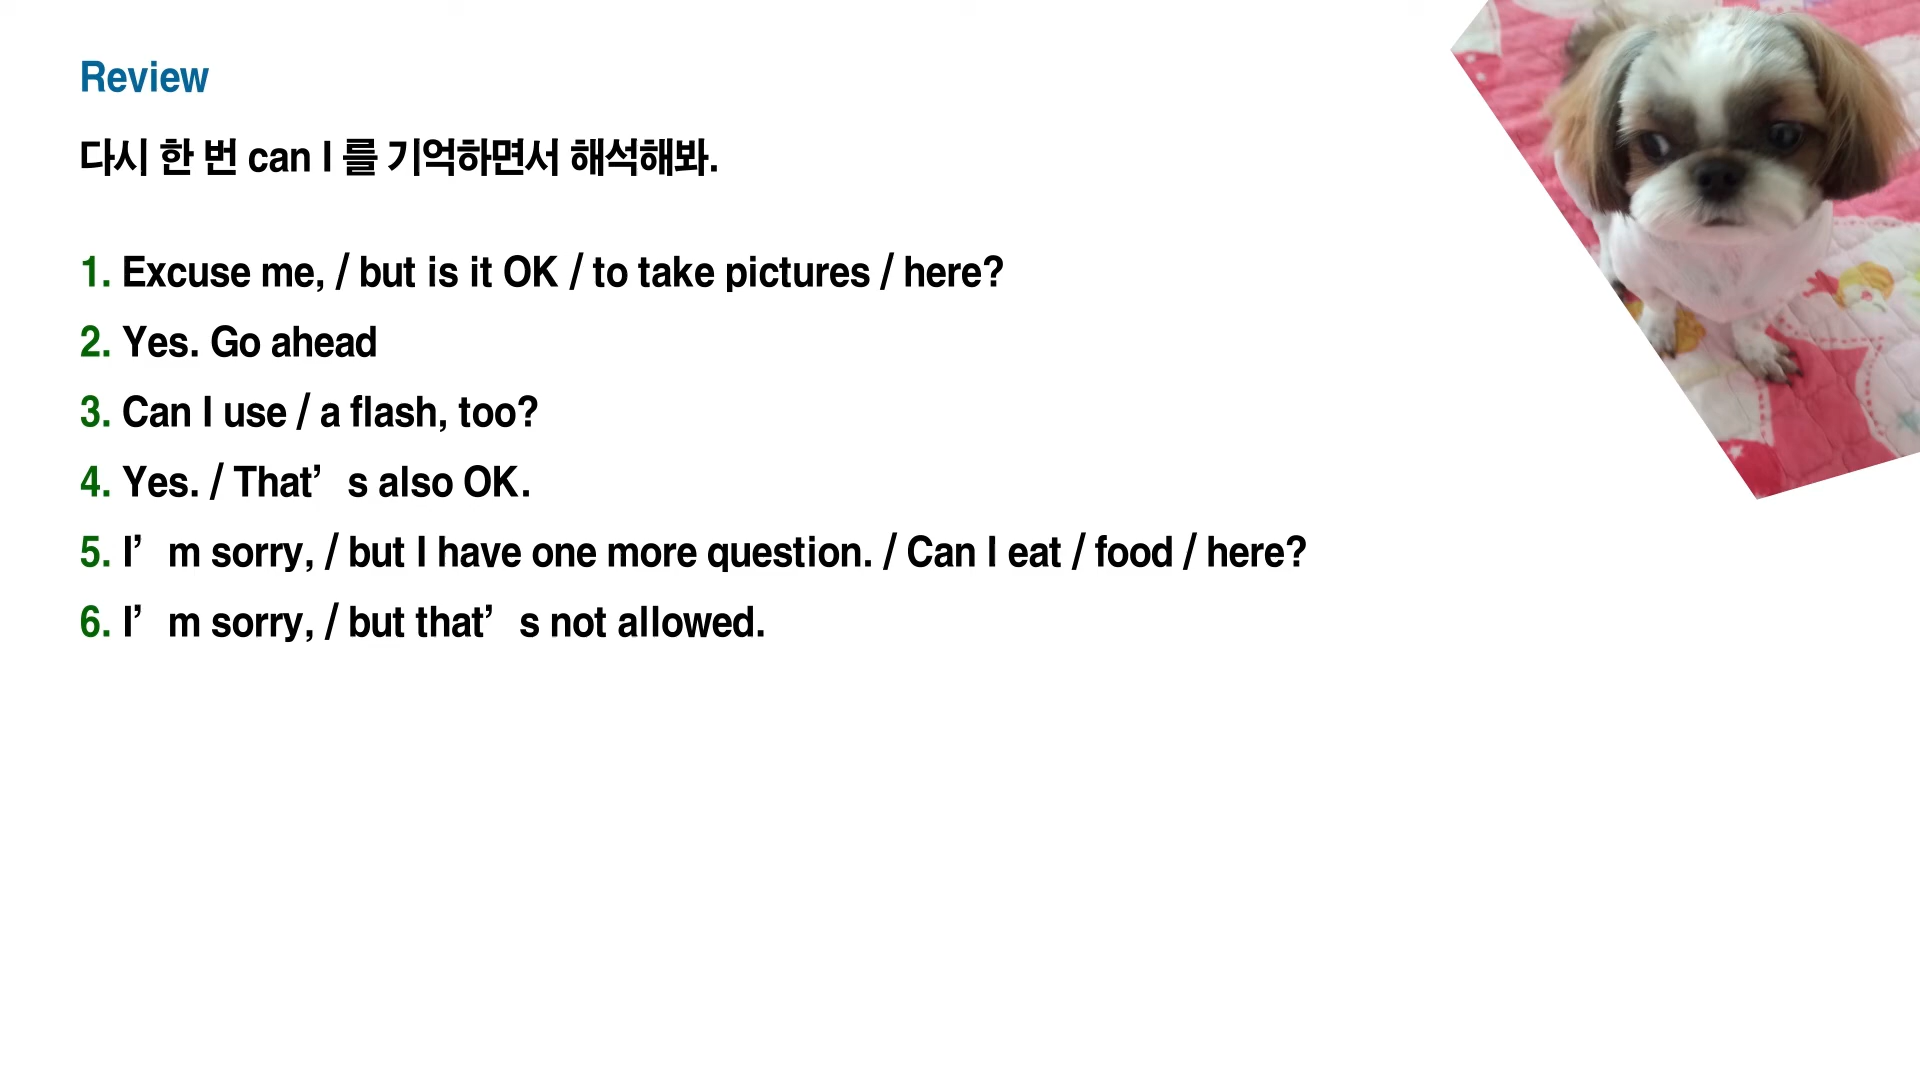 Review
다시 한 번 can I 를 기억하면서 해석해봐.
1. Excuse me, / but is it OK / to take pictures / here?
2. Yes. Go ahead
3. Can I use / a flash, too?
4. Yes. / That’s also OK.
5. I’m sorry, / but I have one more question. / Can I eat / food / here?
6. I’m sorry, / but that’s not allowed.